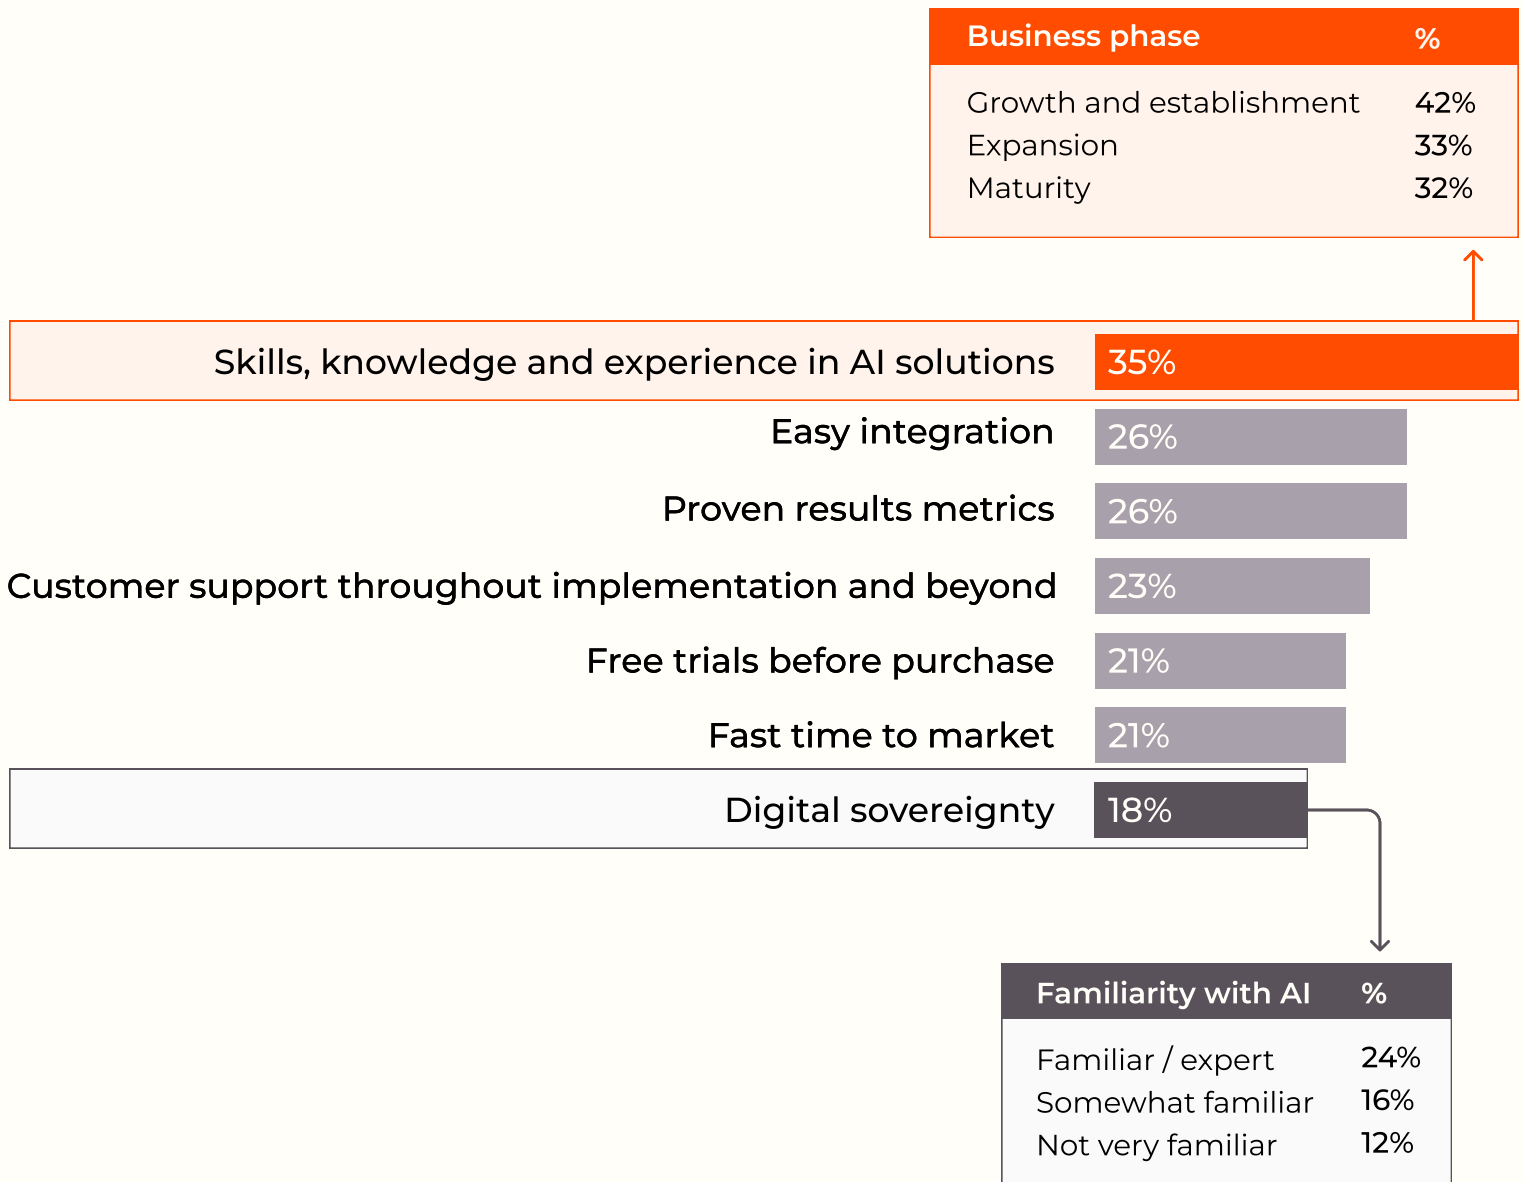 Business phase %
Growth and establishment 42%
Expansion 33%
Maturity 32%
Skills, knowledge and experience in AI solutions 35%
Easy integration 26%
Proven results metrics 26%
Customer support throughout implementation and beyond 23%
Free trials before purchase 21%
Fast time to market 21%
Digital sovereignty 18%
Familiarity with AI %
Familiar / expert 24%
Somewhat familiar 16%
Not very familiar 12%